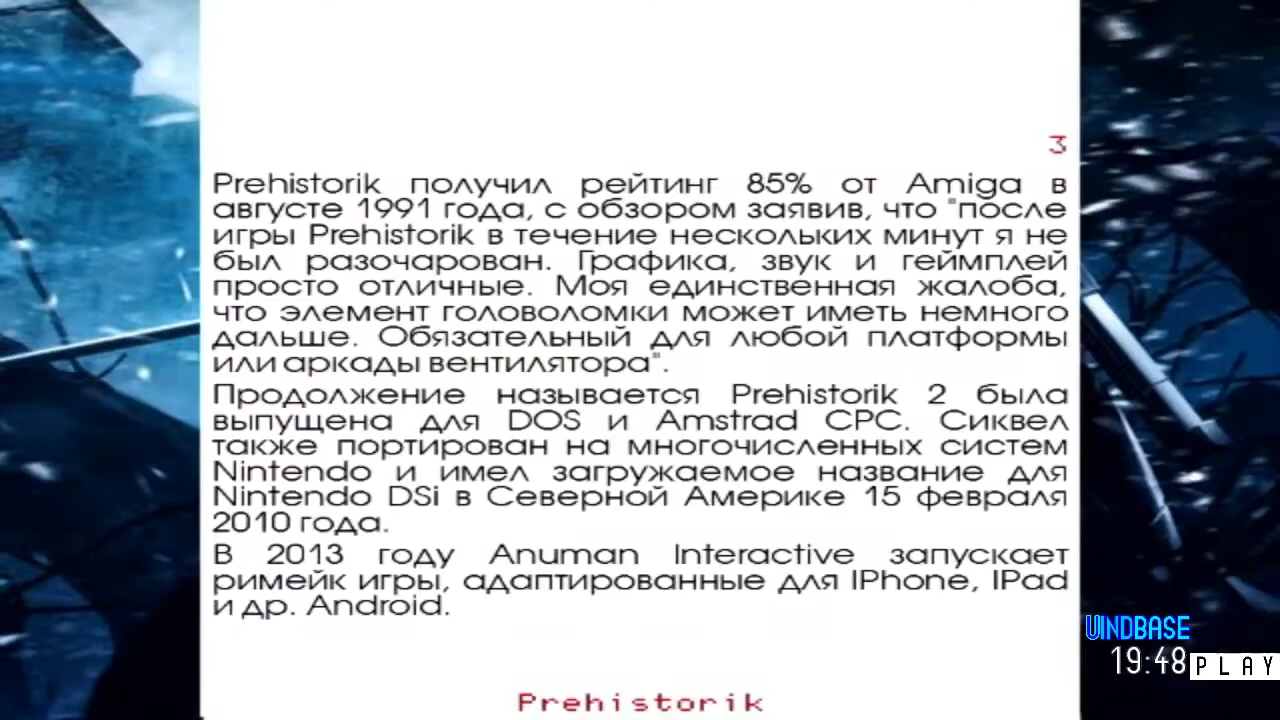 3
Prehistorik получил рейтинг 85% от Amiga в
августе 1991 года, с обзором заявив, что "после
игры Prehistorik в течение нескольких минут я не
был разочарован. Графика, звук и геймплей
просто отличные. Моя единственная жалоба,
что элемент головоломки может иметь немного
дальше. Обязательный для любой платформы
или аркады вентилятора".
Продолжение называется Prehistorik 2 была
выпущена для DOS и Amstrad CPC. Сиквел
также портирован на многочисленных систем
Nintendo и имел загружаемое название для
Nintendo DSi в Северной Америке 15 февраля
2010 года.
В 2013 году Anuman Interactive запускает
римейк игры, адаптированные для IPhone, IPad
и др. Android.
UINDBASE
19:48 PLAY
Prehistorik